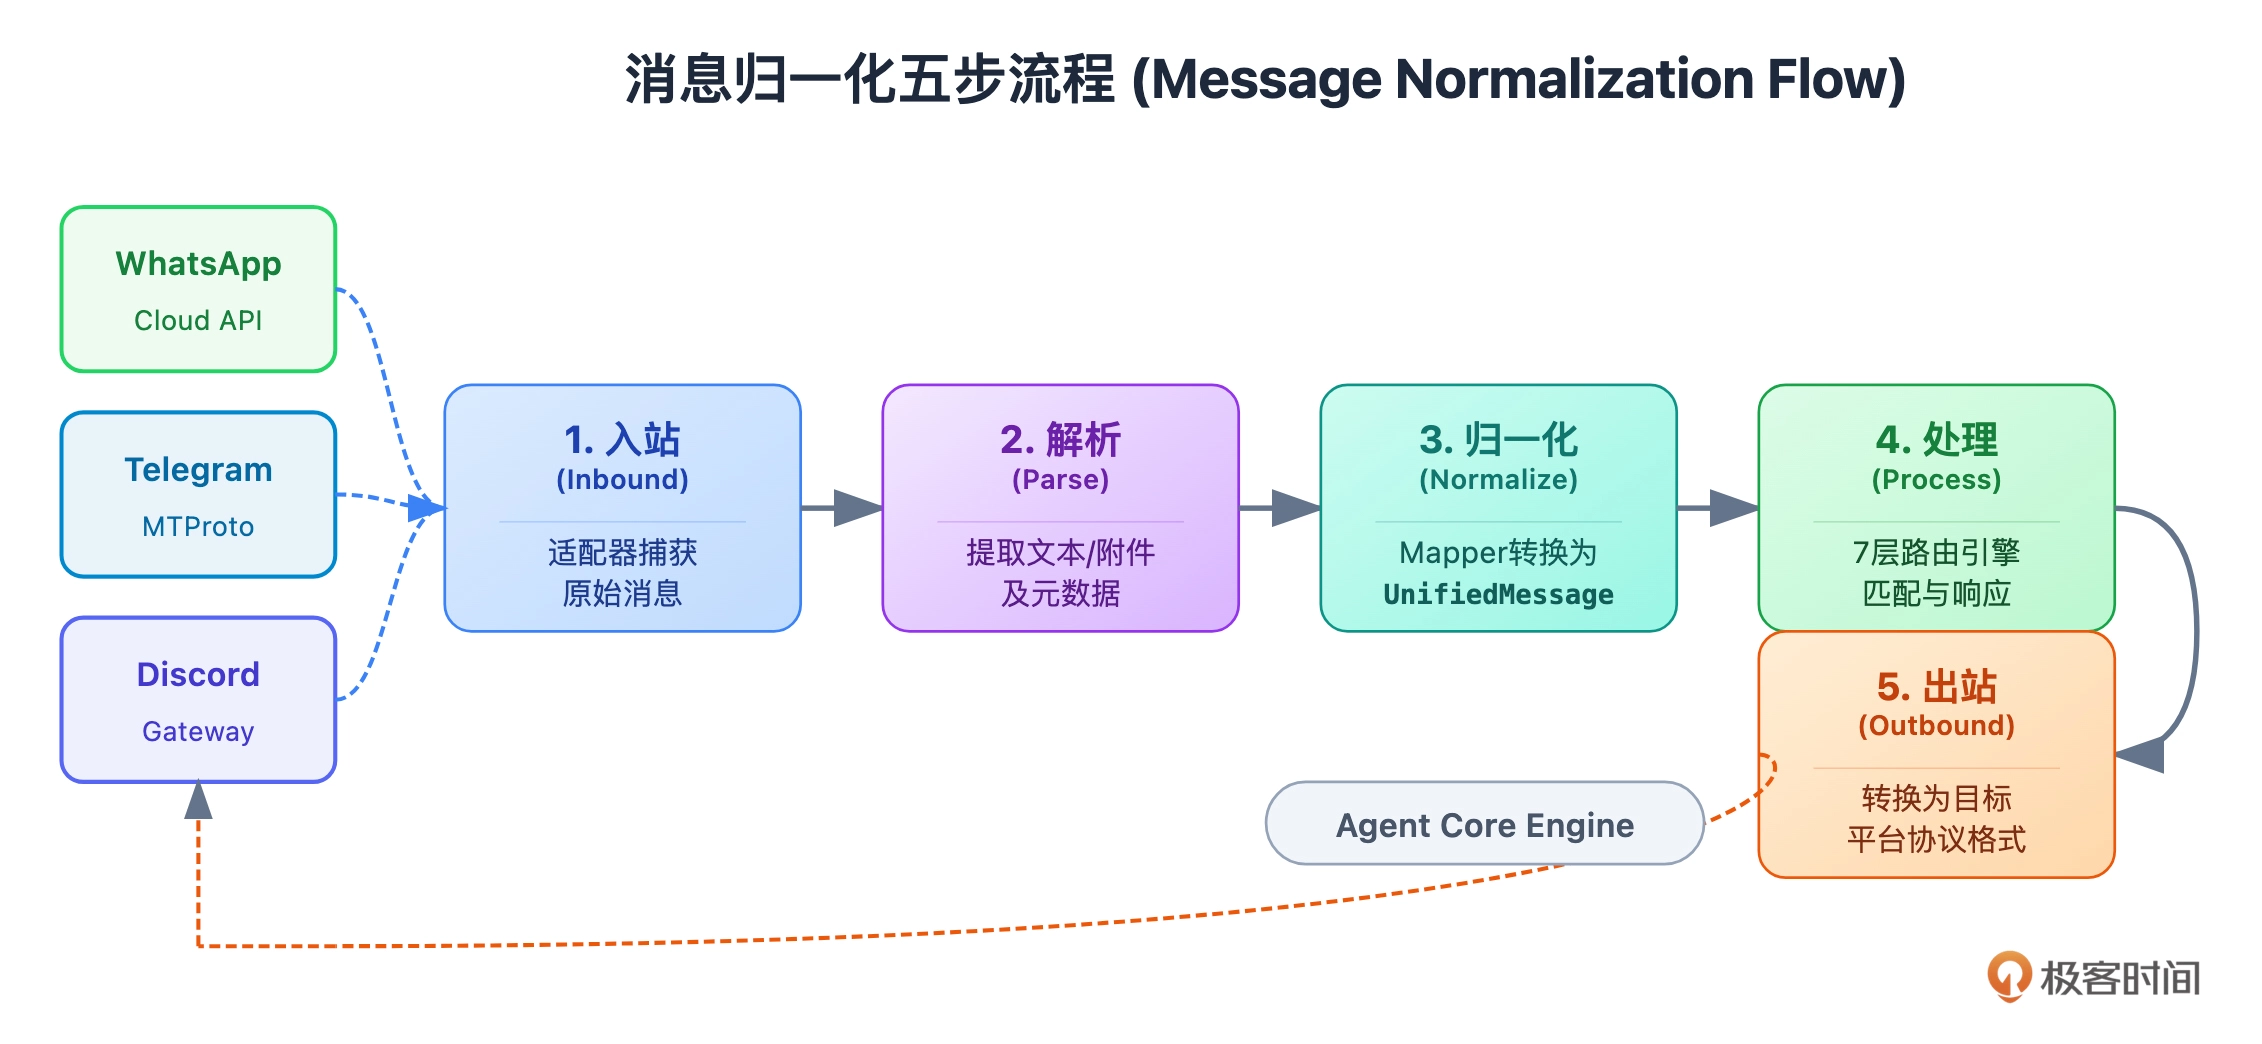 消息归一化五步流程 (Message Normalization Flow)
WhatsApp
Cloud API
Telegram
MTProto
Discord
Gateway
1. 入站
(Inbound)
适配器捕获
原始消息
2. 解析
(Parse)
提取文本/附件
及元数据
3. 归一化
(Normalize)
Mapper转换为
UnifiedMessage
4. 处理
(Process)
7层路由引擎
匹配与响应
5. 出站
(Outbound)
转换为目标
平台协议格式
Agent Core Engine
极客时间